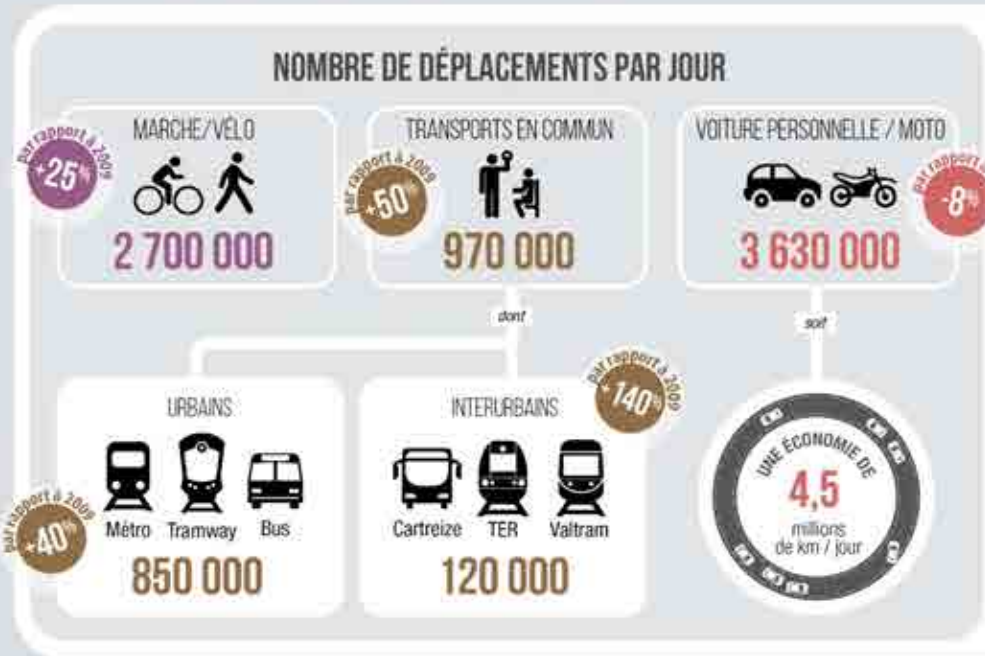 NOMBRE DE DÉPLACEMENTS PAR JOUR
par rapport à 2009
+25%
MARCHE/VÉLO
2 700 000
par rapport à 2009
+50%
TRANSPORTS EN COMMUN
970 000
VOITURE PERSONNELLE / MOTO
par rapport à
-8%
3 630 000
dont
soit
par rapport à 2009
+40%
URBAINS
Métro
Tramway
Bus
850 000
par rapport à 2009
+140%
INTERURBAINS
Cartreize
TER
Valtram
120 000
UNE ÉCONOMIE DE
4,5
millions
de km / jour